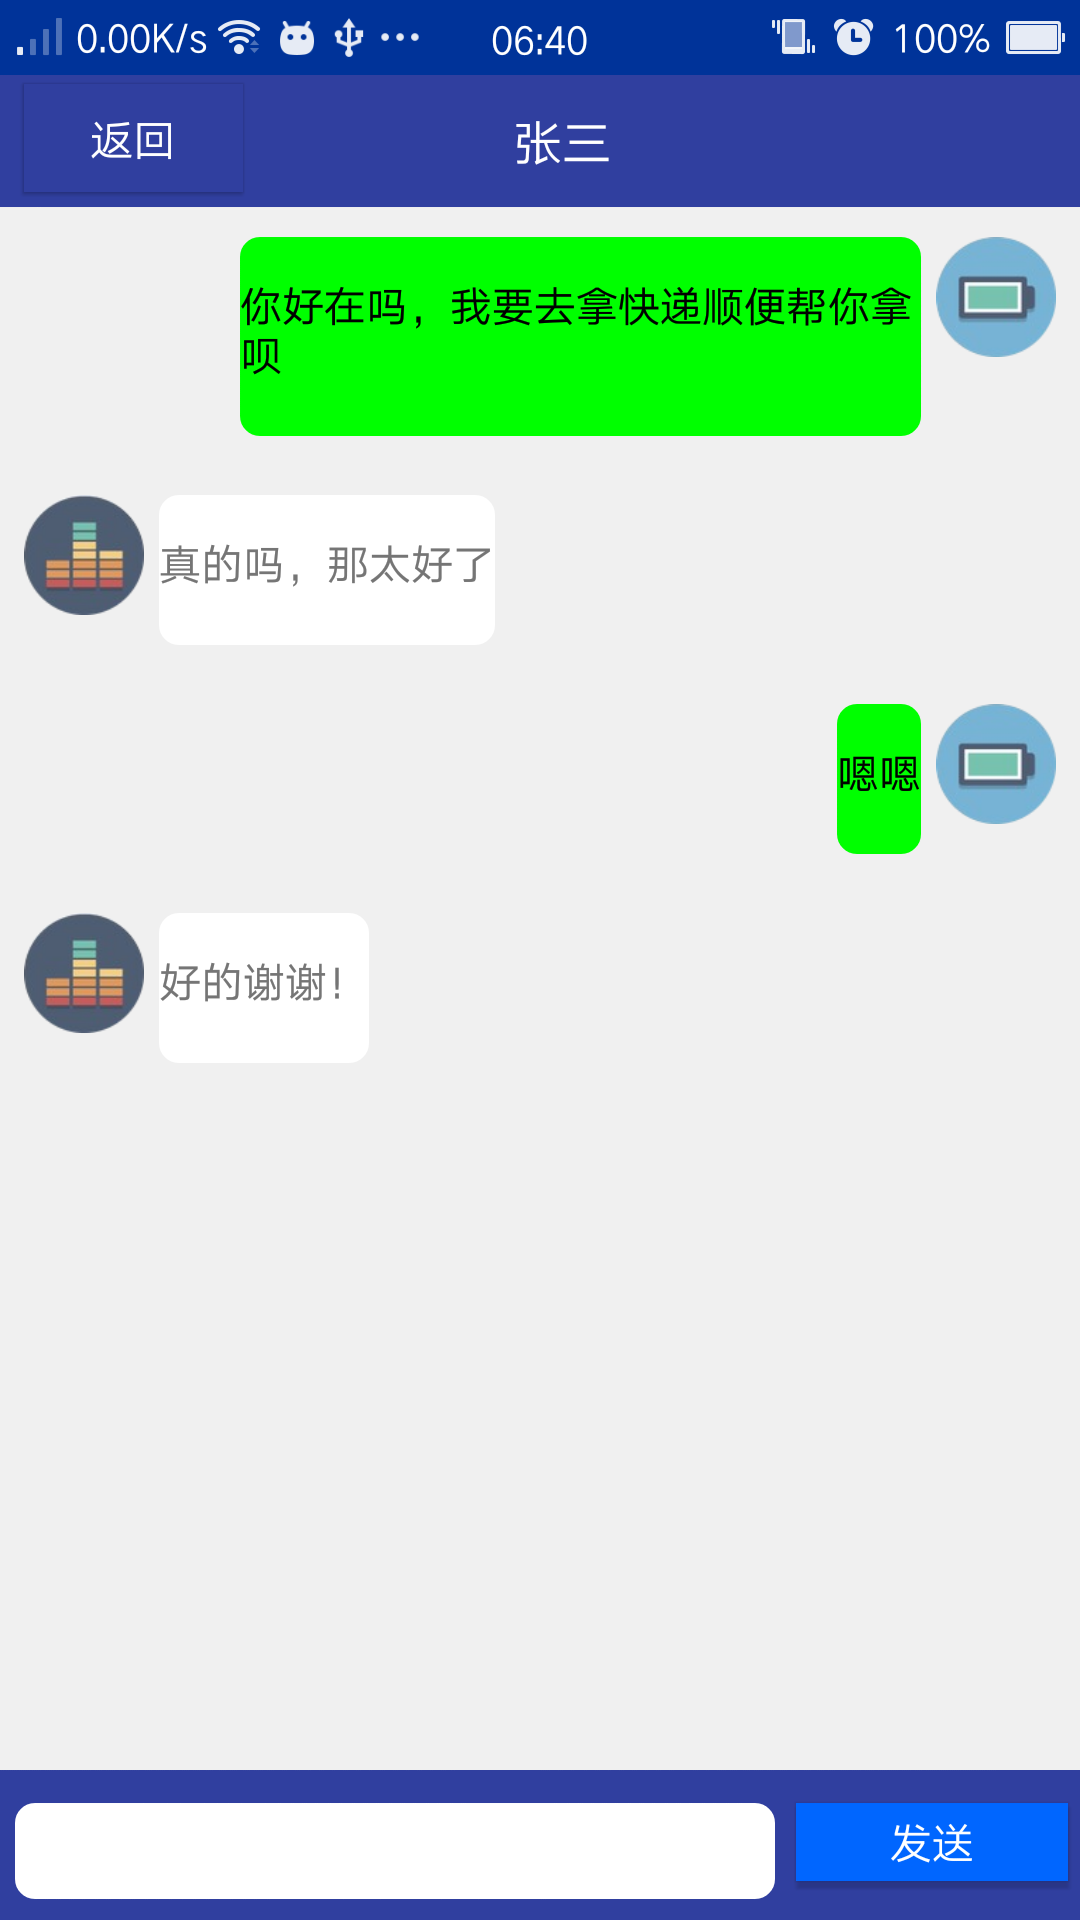 0.00K/s 06:40 100%
返回 张三
你好在吗，我要去拿快递顺便帮你拿
呗
真的吗，那太好了
嗯嗯
好的谢谢！
发送